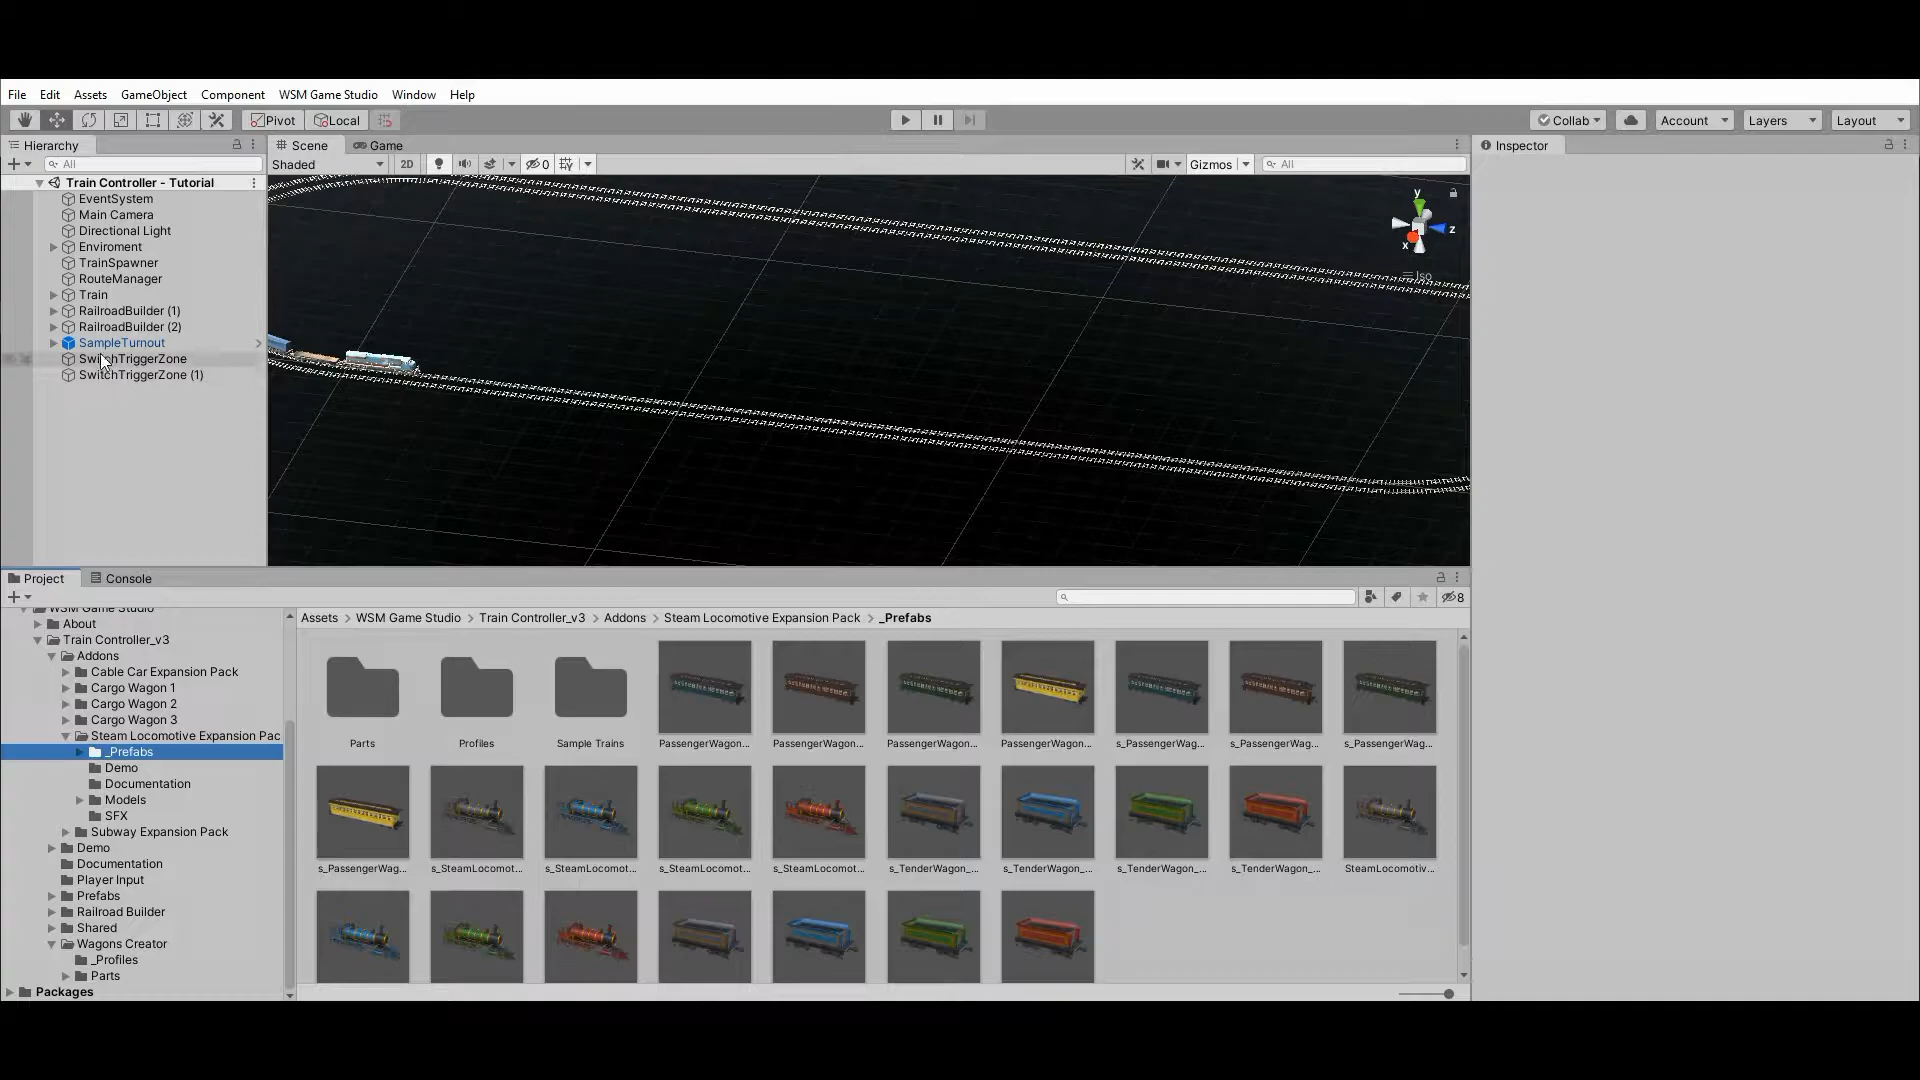 File Edit Assets GameObject Component WSM Game Studio Window Help
Pivot Local Collab Account Layers Layout
Hierarchy Scene Game Inspector
All Shaded 2D 0 Gizmos All
Train Controller - Tutorial
EventSystem
Main Camera
Directional Light
Enviroment
TrainSpawner
RouteManager
Train
RailroadBuilder (1)
RailroadBuilder (2)
SampleTurnout
SwitchTriggerZone
SwitchTriggerZone (1)
y
z
x
Iso
Project Console
8
WSM Game Studio
About
Train Controller_v3
Addons
Cable Car Expansion Pack
Cargo Wagon 1
Cargo Wagon 2
Cargo Wagon 3
Steam Locomotive Expansion Pac
_Prefabs
Demo
Documentation
Models
SFX
Subway Expansion Pack
Demo
Documentation
Player Input
Prefabs
Railroad Builder
Shared
Wagons Creator
_Profiles
Parts
Packages
Assets > WSM Game Studio > Train Controller_v3 > Addons > Steam Locomotive Expansion Pack > _Prefabs
Parts Profiles Sample Trains PassengerWagon... PassengerWagon... PassengerWagon... PassengerWagon... s_PassengerWag... s_PassengerWag... s_PassengerWag...
s_PassengerWag... s_SteamLocomot... s_SteamLocomot... s_SteamLocomot... s_SteamLocomot... s_TenderWagon_... s_TenderWagon_... s_TenderWagon_... s_TenderWagon_... SteamLocomotiv...